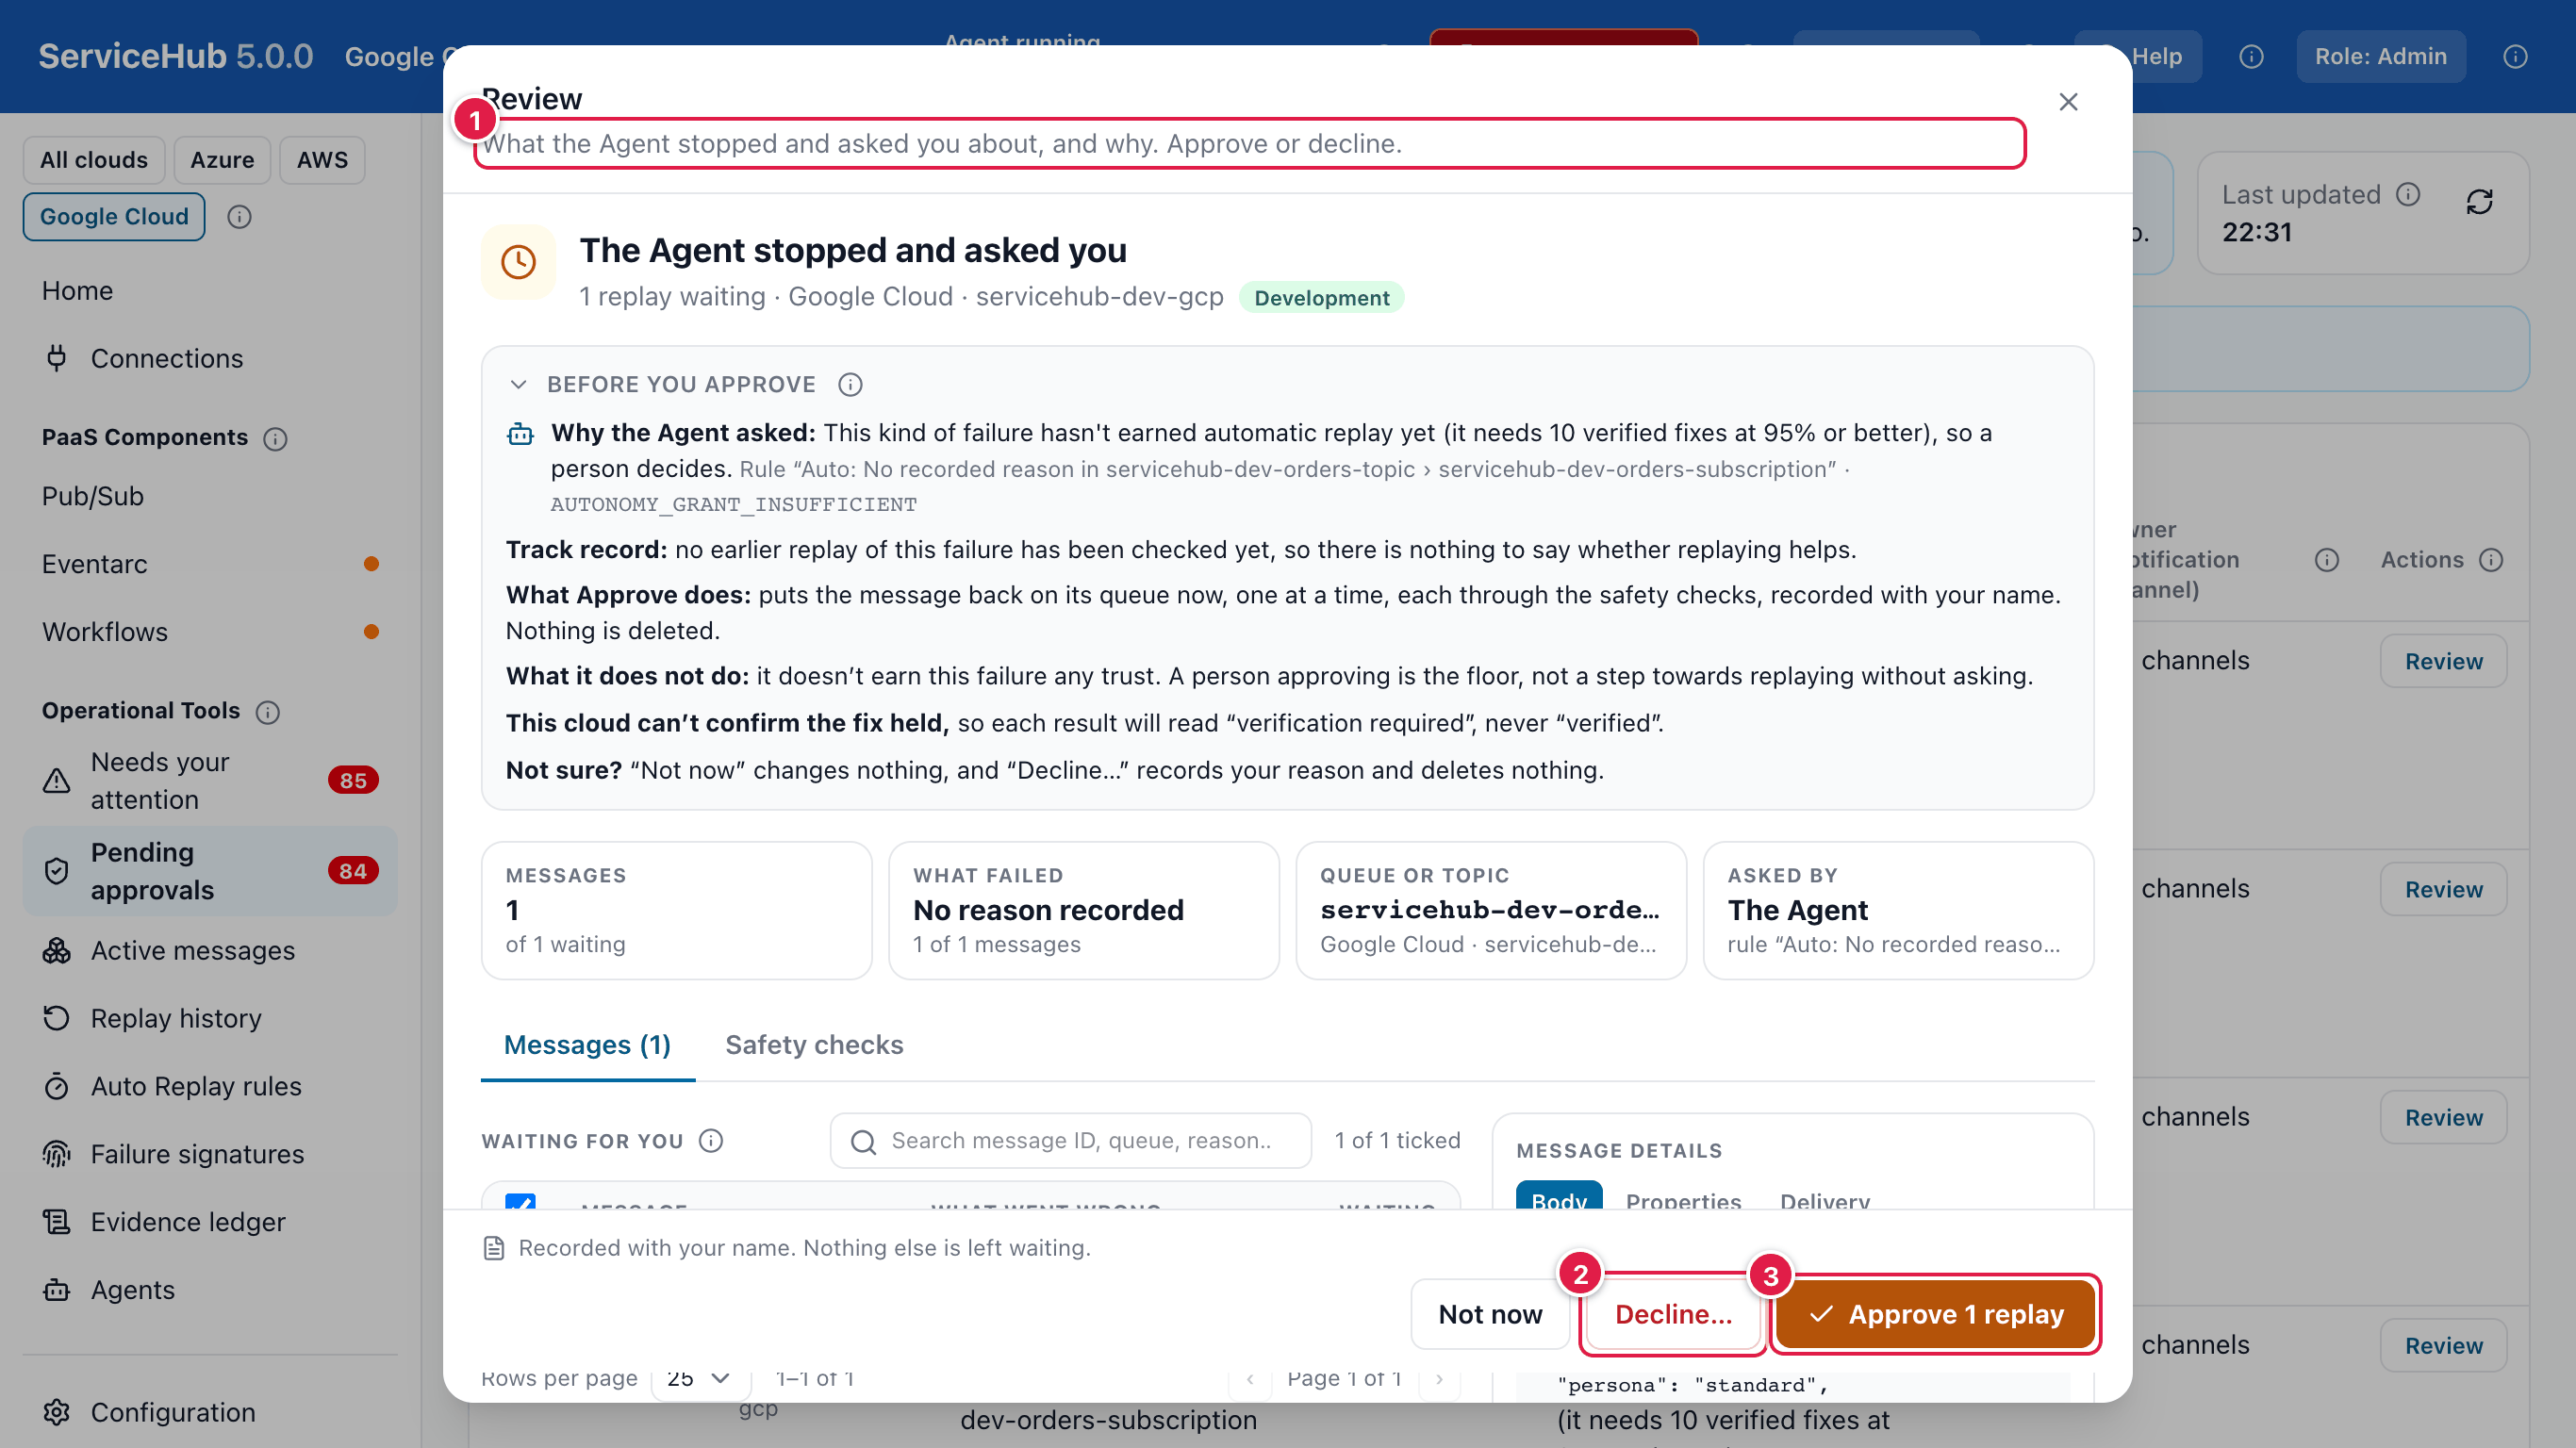 ServiceHub 5.0.0
Google
Agent running
Help
Role: Admin
All clouds
Azure
AWS
Google Cloud
Home
Connections
PaaS Components
Pub/Sub
Eventarc
Workflows
Operational Tools
Needs your
attention
85
Pending
approvals
84
Active messages
Replay history
Auto Replay rules
Failure signatures
Evidence ledger
Agents
Configuration
Review
1
What the Agent stopped and asked you about, and why. Approve or decline.
The Agent stopped and asked you
1 replay waiting · Google Cloud · servicehub-dev-gcp
Development
BEFORE YOU APPROVE
Why the Agent asked: This kind of failure hasn't earned automatic replay yet (it needs 10 verified fixes at 95% or better), so a
person decides. Rule “Auto: No recorded reason in servicehub-dev-orders-topic › servicehub-dev-orders-subscription” ·
AUTONOMY_GRANT_INSUFFICIENT
Track record: no earlier replay of this failure has been checked yet, so there is nothing to say whether replaying helps.
What Approve does: puts the message back on its queue now, one at a time, each through the safety checks, recorded with your name.
Nothing is deleted.
What it does not do: it doesn’t earn this failure any trust. A person approving is the floor, not a step towards replaying without asking.
This cloud can’t confirm the fix held, so each result will read “verification required”, never “verified”.
Not sure? “Not now” changes nothing, and “Decline…” records your reason and deletes nothing.
MESSAGES
1
of 1 waiting
WHAT FAILED
No reason recorded
1 of 1 messages
QUEUE OR TOPIC
servicehub-dev-orde…
Google Cloud · servicehub-de…
ASKED BY
The Agent
rule “Auto: No recorded reaso…
Messages (1)
Safety checks
WAITING FOR YOU
Search message ID, queue, reason..
1 of 1 ticked
MESSAGE
WHAT WENT WRONG
WAITING
MESSAGE DETAILS
Body
Properties
Delivery
Recorded with your name. Nothing else is left waiting.
Not now
2
Decline…
3
Approve 1 replay
Rows per page
25
1–1 of 1
Page 1 of 1
"persona": "standard",
gcp
dev-orders-subscription
(it needs 10 verified fixes at
Last updated
22:31
Actions
channels
Review
channels
Review
channels
Review
channels
Review